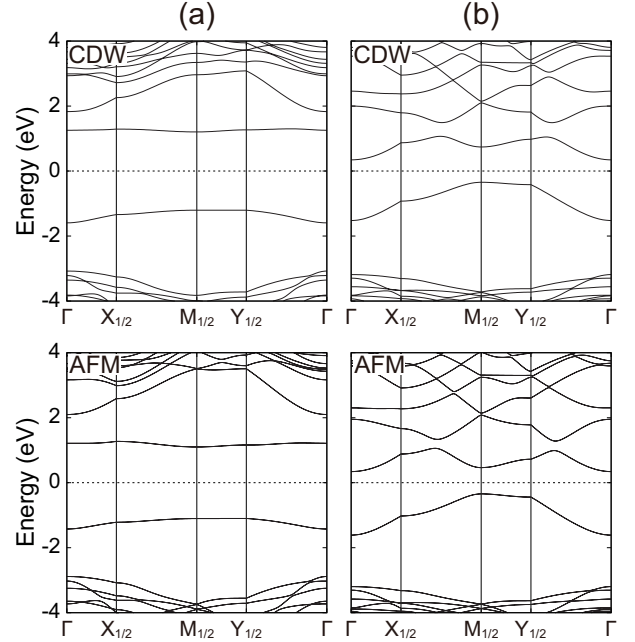 (a) (b)
CDW CDW
Energy (eV)
4
2
0
-2
-4
Γ X1/2 M1/2 Y1/2 Γ Γ X1/2 M1/2 Y1/2 Γ
AFM AFM
Energy (eV)
4
2
0
-2
-4
Γ X1/2 M1/2 Y1/2 Γ Γ X1/2 M1/2 Y1/2 Γ